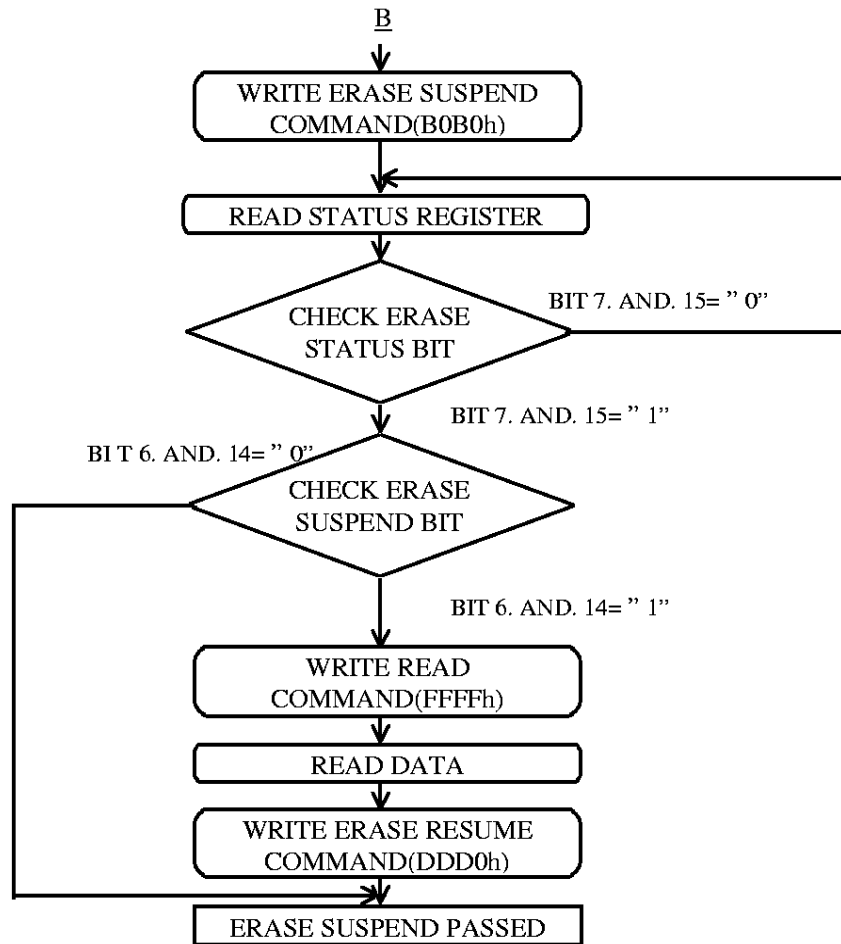 B
WRITE ERASE SUSPEND
COMMAND(B0B0h)
READ STATUS REGISTER
BIT 7. AND. 15= ” 0”
CHECK ERASE
STATUS BIT
BIT 7. AND. 15= ” 1”
BI T 6. AND. 14= ” 0”
CHECK ERASE
SUSPEND BIT
BIT 6. AND. 14= ” 1”
WRITE READ
COMMAND(FFFFh)
READ DATA
WRITE ERASE RESUME
COMMAND(DDD0h)
ERASE SUSPEND PASSED